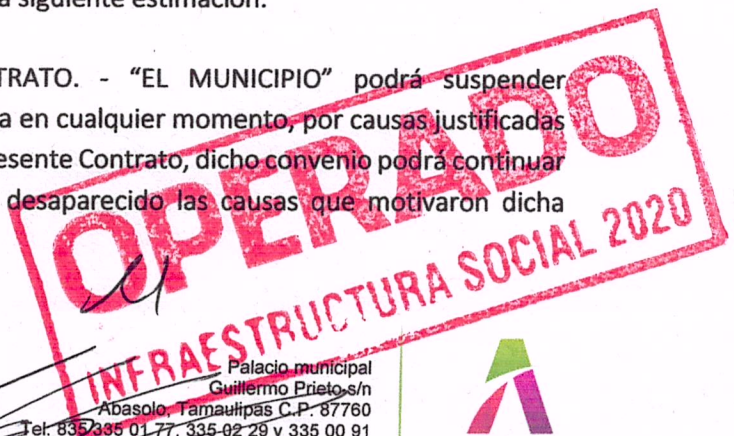 a siguiente estimación.
TRATO. - “EL MUNICIPIO” podrá suspender
a en cualquier momento, por causas justificadas
esente Contrato, dicho convenio podrá continuar
desaparecido las causas que motivaron dicha
OPERADO
INFRAESTRUCTURA SOCIAL 2020
Palacio municipal
Guillermo Prieto s/n
Abasolo, Tamaulipas C.P. 87760
Tel. 835 335 01 77, 335 02 29 y 335 00 91